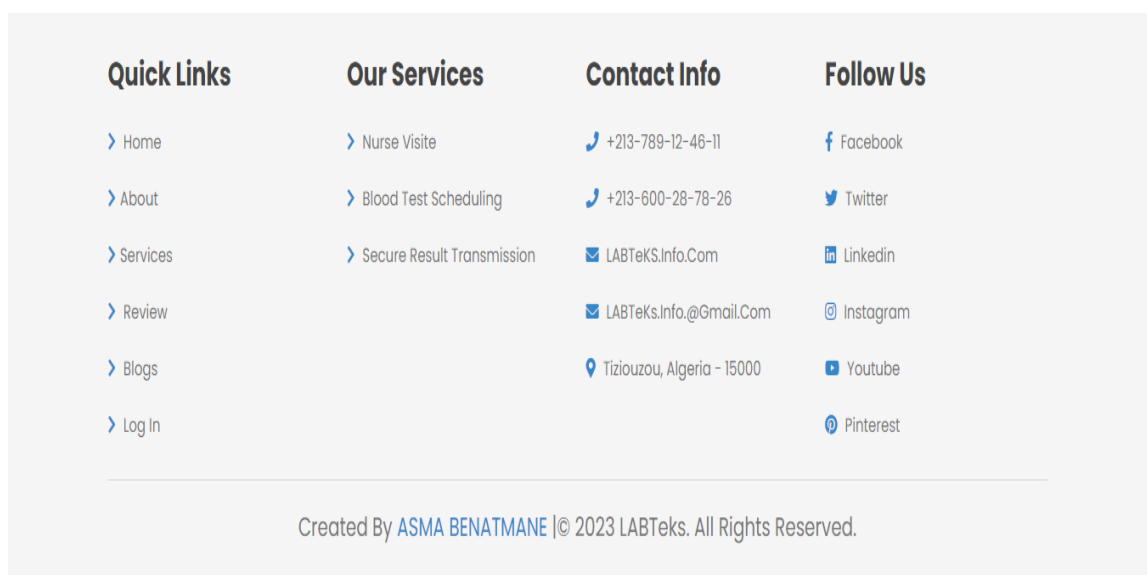 Quick Links
Home
About
Services
Review
Blogs
Log In
Our Services
Nurse Visite
Blood Test Scheduling
Secure Result Transmission
Contact Info
+213-789-12-46-11
+213-600-28-78-26
LABTeKS.Info.Com
LABTeKs.Info.@Gmail.Com
Tiziouzou, Algeria - 15000
Follow Us
Facebook
Twitter
Linkedin
Instagram
Youtube
Pinterest
Created By ASMA BENATMANE |© 2023 LABTeks. All Rights Reserved.